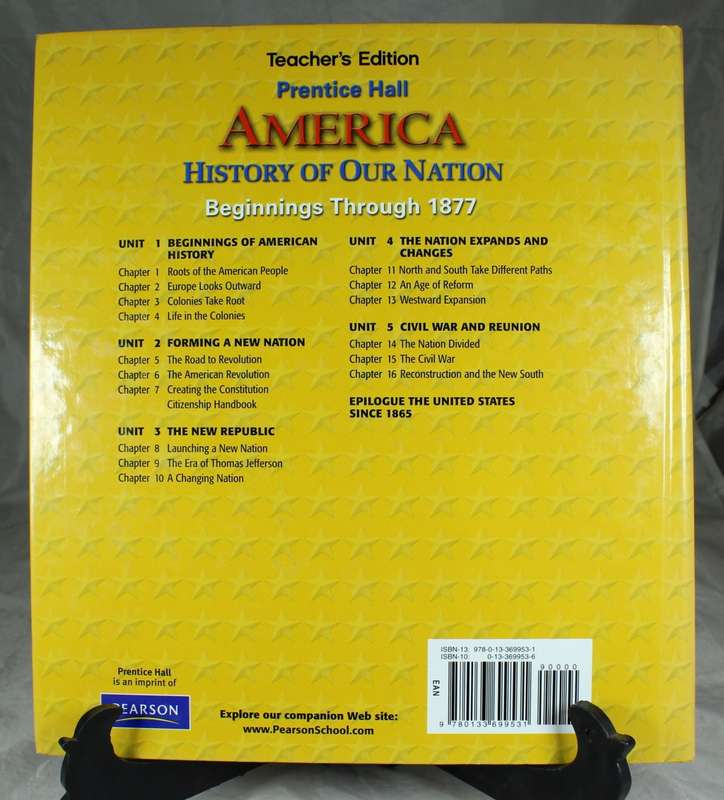 Teacher's Edition
Prentice Hall
AMERICA
HISTORY OF OUR NATION
Beginnings Through 1877
UNIT 1 BEGINNINGS OF AMERICAN
HISTORY
Chapter 1 Roots of the American People
Chapter 2 Europe Looks Outward
Chapter 3 Colonies Take Root
Chapter 4 Life in the Colonies
UNIT 2 FORMING A NEW NATION
Chapter 5 The Road to Revolution
Chapter 6 The American Revolution
Chapter 7 Creating the Constitution
Citizenship Handbook
UNIT 3 THE NEW REPUBLIC
Chapter 8 Launching a New Nation
Chapter 9 The Era of Thomas Jefferson
Chapter 10 A Changing Nation
UNIT 4 THE NATION EXPANDS AND
CHANGES
Chapter 11 North and South Take Different Paths
Chapter 12 An Age of Reform
Chapter 13 Westward Expansion
UNIT 5 CIVIL WAR AND REUNION
Chapter 14 The Nation Divided
Chapter 15 The Civil War
Chapter 16 Reconstruction and the New South
EPILOGUE THE UNITED STATES
SINCE 1865
Prentice Hall
is an imprint of
PEARSON
Explore our companion Web site:
www.PearsonSchool.com
ISBN-13: 978-0-13-369953-1
ISBN-10: 0-13-369953-6
90000
EAN
9 780133 699531